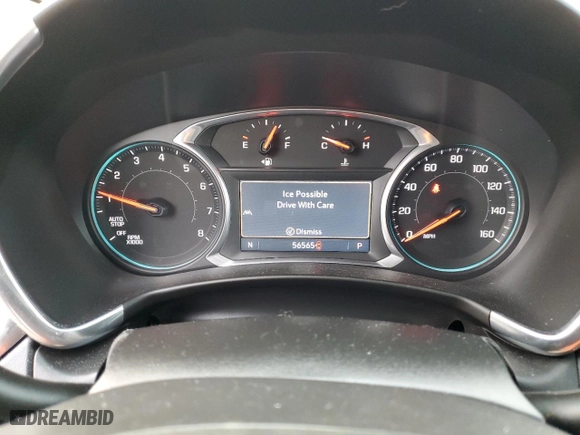 E F
C H
1 2 3 4 5 6 7 8
AUTO
STOP
OFF
RPM
X1000
Ice Possible
Drive With Care
Dismiss
N 56565 P
0 20 40 60 80 100 120 140 160
MPH
DREAMBID